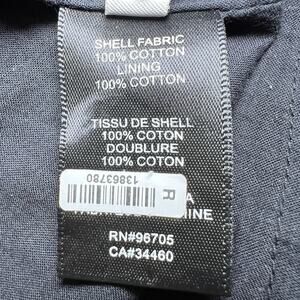 SHELL FABRIC
100% COTTON
LINING
100% COTTON
TISSU DE SHELL
100% COTON
DOUBLURE
100% COTON
R
13863780
RN#96705
CA#34460